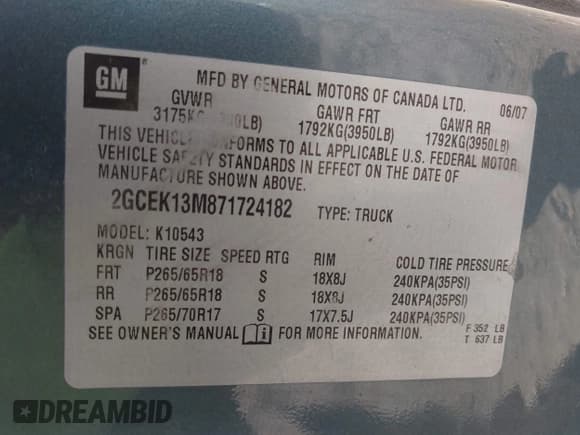 GM
MFD BY GENERAL MOTORS OF CANADA LTD. 06/07
GVWR GAWR FRT GAWR RR
1792KG(3950LB) 1792KG(3950LB)
THIS VEHICLE CONFORMS TO ALL APPLICABLE U.S. FEDERAL MOTOR
VEHICLE SAFETY STANDARDS IN EFFECT ON THE DATE OF
MANUFACTURE SHOWN ABOVE.
2GCEK13M871724182 TYPE: TRUCK
MODEL: K10543
KRGN TIRE SIZE SPEED RTG RIM COLD TIRE PRESSURE
FRT P265/65R18 S 18X8J 240KPA(35PSI)
RR P265/65R18 S 18X8J 240KPA(35PSI)
SPA P265/70R17 S 17X7.5J 240KPA(35PSI)
SEE OWNER'S MANUAL FOR MORE INFORMATION.
F 352 LB
T 637 LB
DREAMBID